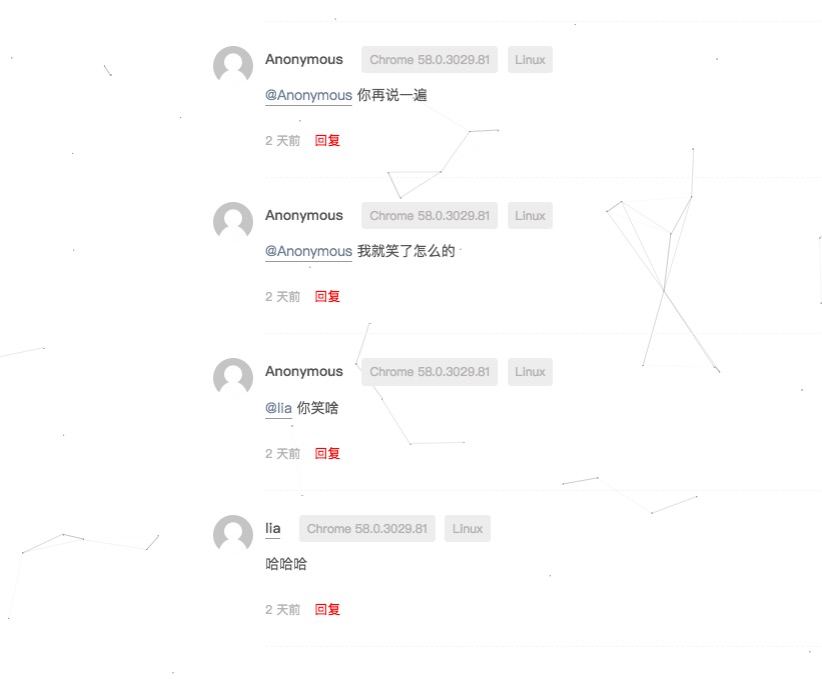 Anonymous Chrome 58.0.3029.81 Linux
@Anonymous 你再说一遍
2 天前 回复
Anonymous Chrome 58.0.3029.81 Linux
@Anonymous 我就笑了怎么的
2 天前 回复
Anonymous Chrome 58.0.3029.81 Linux
@lia 你笑啥
2 天前 回复
lia Chrome 58.0.3029.81 Linux
哈哈哈
2 天前 回复